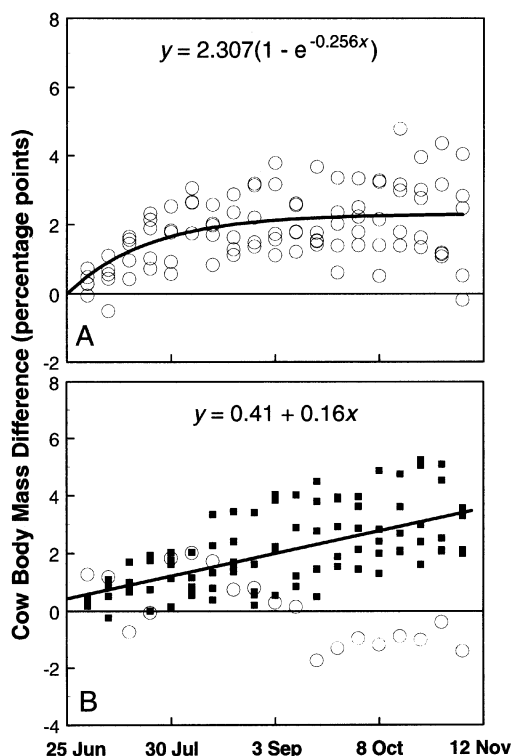 Cow Body Mass Difference (percentage points)
8
y = 2.307(1 - e^-0.256x)
6
4
2
0
A
-2
8
y = 0.41 + 0.16x
6
4
2
0
-2
B
-4
25 Jun 30 Jul 3 Sep 8 Oct 12 Nov